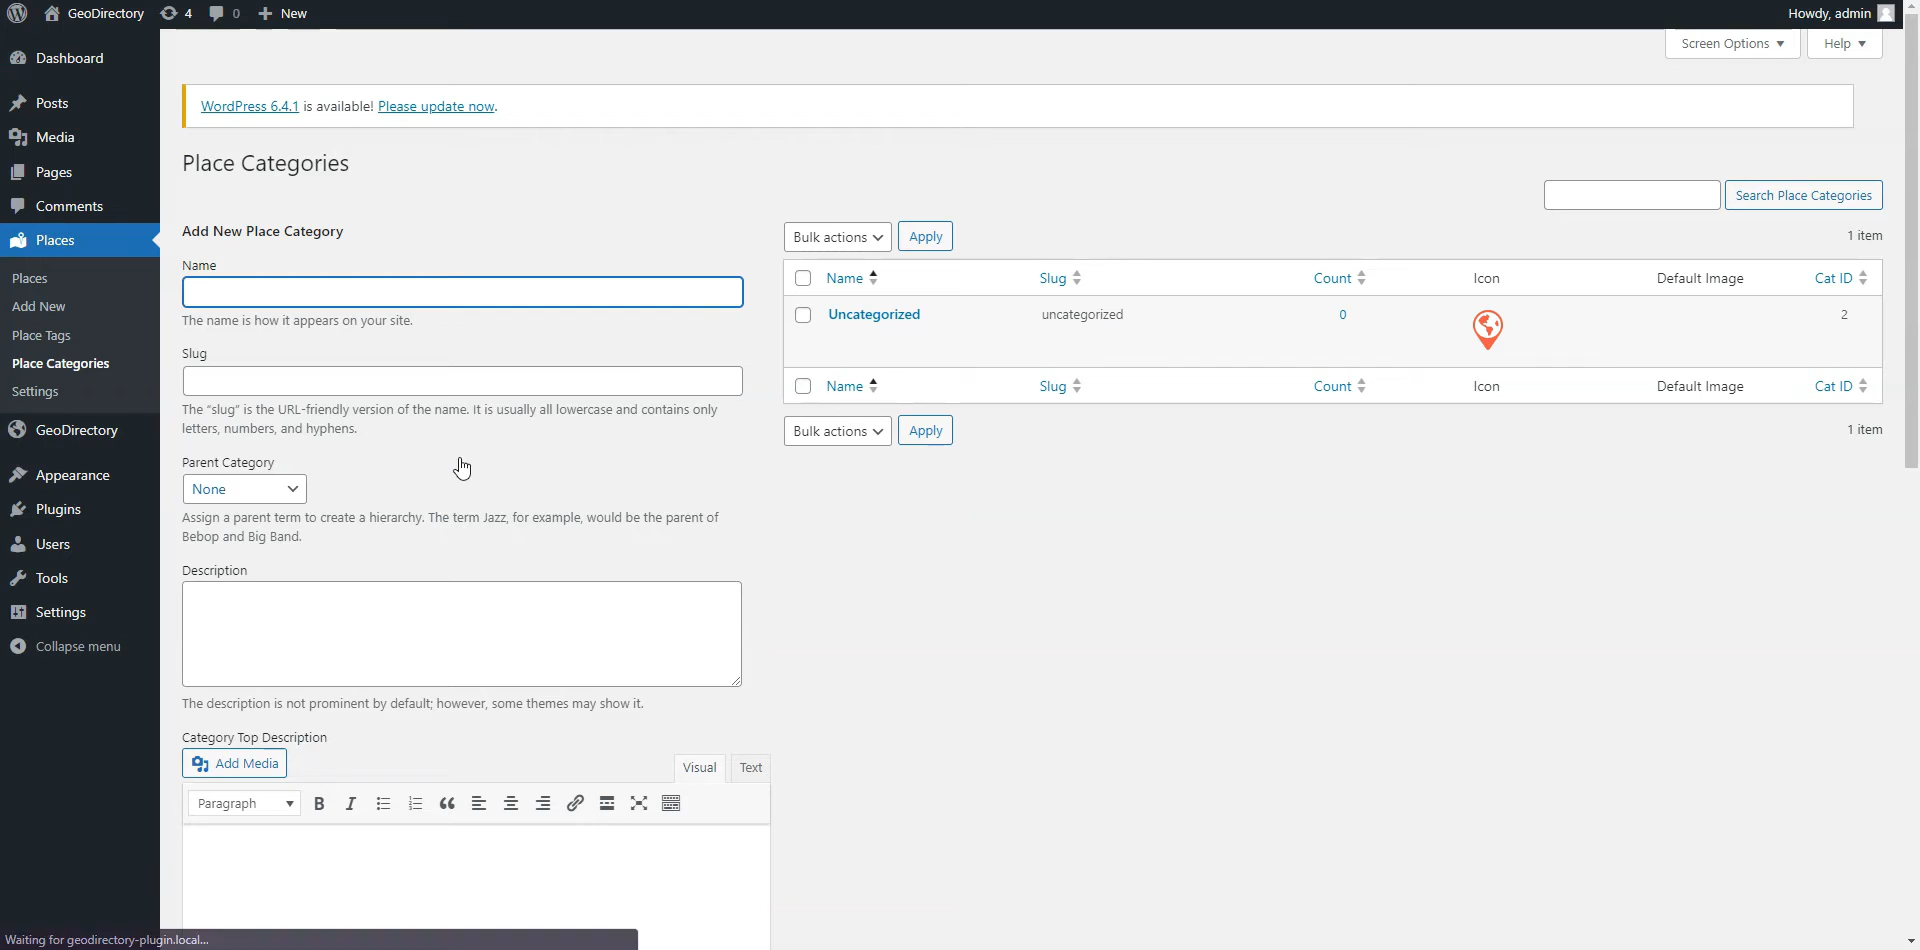 GeoDirectory 4 0 New Howdy, admin
Screen Options Help
Dashboard
Posts
Media
Pages
Comments
Places
Places
Add New
Place Tags
Place Categories
Settings
GeoDirectory
Appearance
Plugins
Users
Tools
Settings
Collapse menu
WordPress 6.4.1 is available! Please update now.
Place Categories
Search Place Categories
Add New Place Category
Name
The name is how it appears on your site.
Slug
The “slug” is the URL-friendly version of the name. It is usually all lowercase and contains only
letters, numbers, and hyphens.
Parent Category
None
Assign a parent term to create a hierarchy. The term Jazz, for example, would be the parent of
Bebop and Big Band.
Description
The description is not prominent by default; however, some themes may show it.
Category Top Description
Add Media
Visual Text
Paragraph
Bulk actions Apply 1 item
Name Slug Count Icon Default Image Cat ID
Uncategorized uncategorized 0 2
Name Slug Count Icon Default Image Cat ID
Bulk actions Apply 1 item
Waiting for geodirectory-plugin.local...